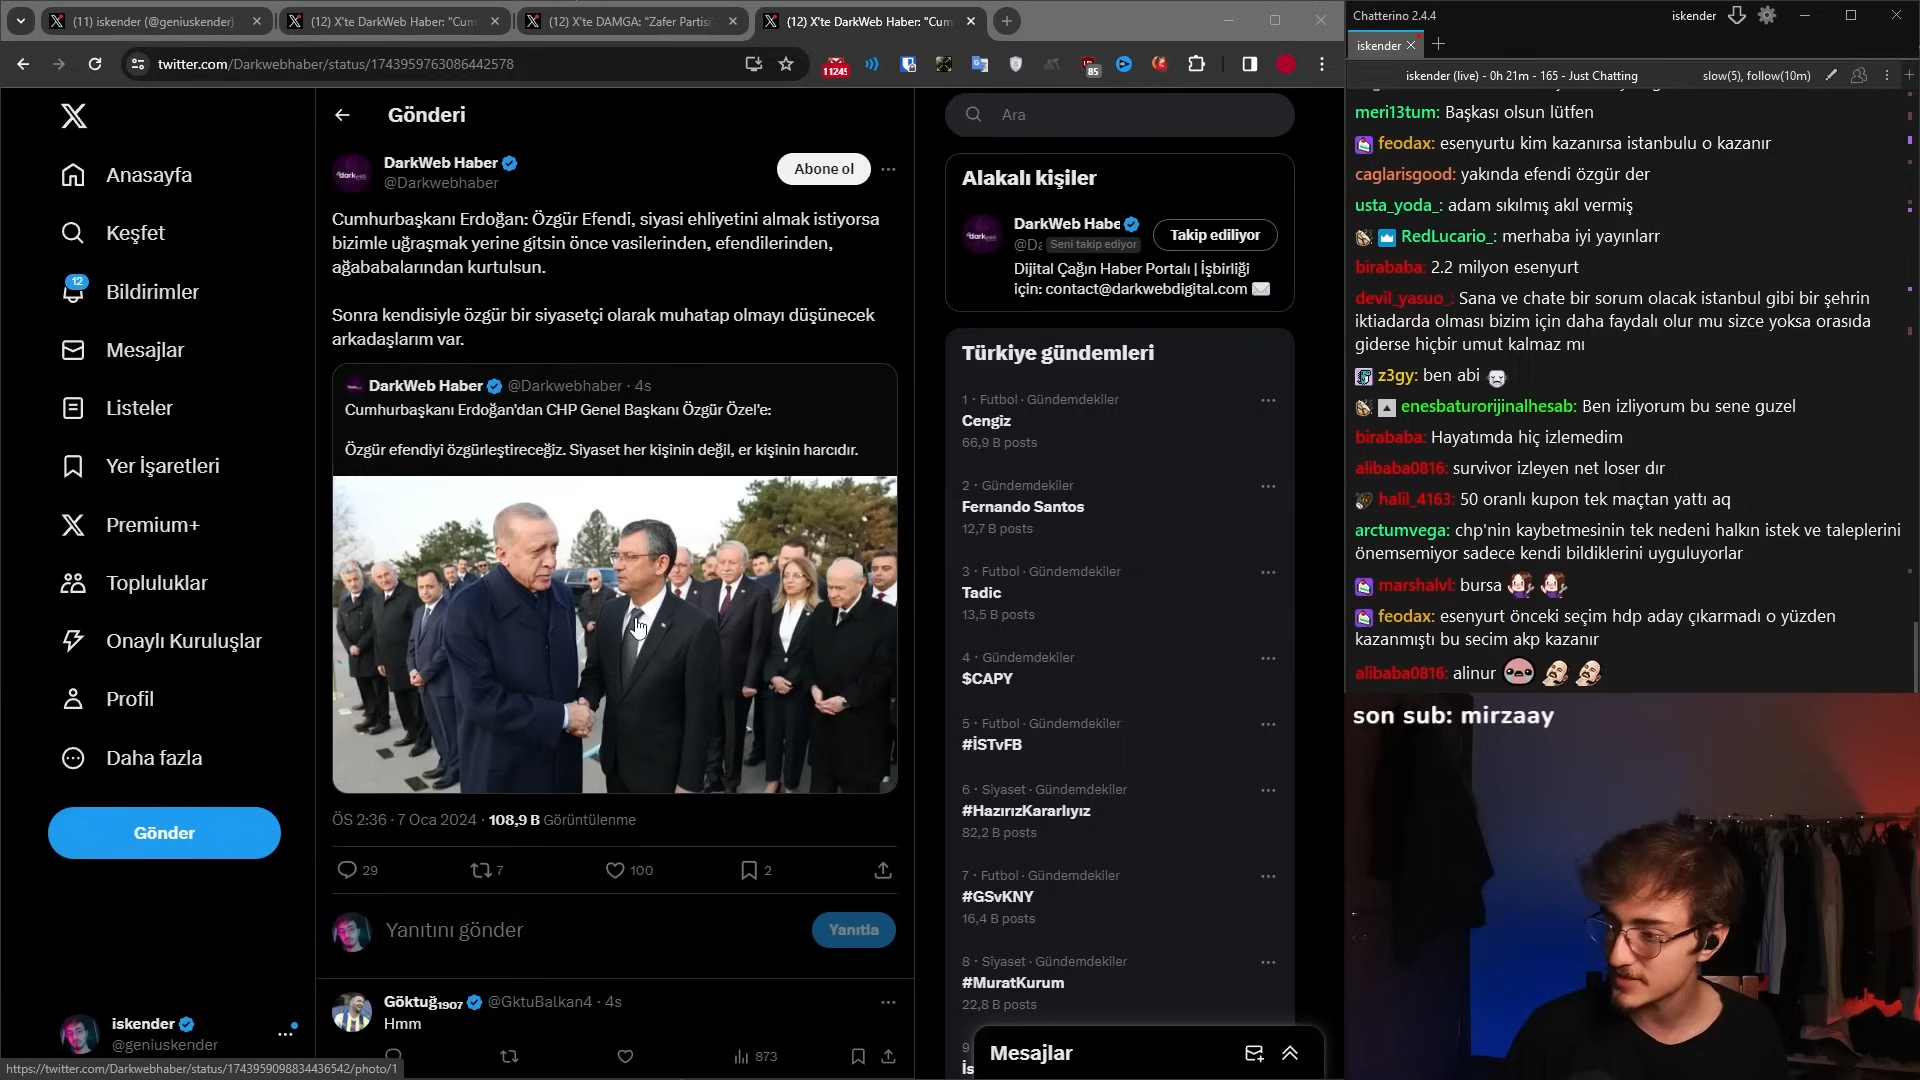 (11) iskender (@geniuskender)
(12) X'te DarkWeb Haber: "Cum
(12) X'te DAMGA: "Zafer Partisi
(12) X'te DarkWeb Haber: "Cum
twitter.com/Darkwebhaber/status/1743959763086442578
11245
85
Anasayfa
Keşfet
12
Bildirimler
Mesajlar
Listeler
Yer İşaretleri
Premium+
Topluluklar
Onaylı Kuruluşlar
Profil
Daha fazla
Gönder
iskender
@geniuskender
https://twitter.com/Darkwebhaber/status/1743959098834436542/photo/1
Gönderi
DarkWeb Haber
@Darkwebhaber
Abone ol
Cumhurbaşkanı Erdoğan: Özgür Efendi, siyasi ehliyetini almak istiyorsa
bizimle uğraşmak yerine gitsin önce vasilerinden, efendilerinden,
ağababalarından kurtulsun.
Sonra kendisiyle özgür bir siyasetçi olarak muhatap olmayı düşünecek
arkadaşlarım var.
DarkWeb Haber @Darkwebhaber · 4s
Cumhurbaşkanı Erdoğan'dan CHP Genel Başkanı Özgür Özel'e:
Özgür efendiyi özgürleştireceğiz. Siyaset her kişinin değil, er kişinin harcıdır.
ÖS 2:36 · 7 Oca 2024 · 108,9 B Görüntülenme
29
7
100
2
Yanıtını gönder
Yanıtla
Göktuğ1907 @GktuBalkan4 · 4s
Hmm
873
Ara
Alakalı kişiler
DarkWeb Habe
@Da Seni takip ediyor
Takip ediliyor
Dijital Çağın Haber Portalı | İşbirliği
için: contact@darkwebdigital.com
Türkiye gündemleri
1 · Futbol · Gündemdekiler
Cengiz
66,9 B posts
2 · Gündemdekiler
Fernando Santos
12,7 B posts
3 · Futbol · Gündemdekiler
Tadic
13,5 B posts
4 · Gündemdekiler
$CAPY
5 · Futbol · Gündemdekiler
#İSTvFB
6 · Siyaset · Gündemdekiler
#HazırızKararlıyız
82,2 B posts
7 · Futbol · Gündemdekiler
#GSvKNY
16,4 B posts
8 · Siyaset · Gündemdekiler
#MuratKurum
22,8 B posts
9
İs
Mesajlar
Chatterino 2.4.4
iskender
iskender
iskender (live) - 0h 21m - 165 - Just Chatting
slow(5), follow(10m)
meri13tum: Başkası olsun lütfen
feodax: esenyurtu kim kazanırsa istanbulu o kazanır
caglarisgood: yakında efendi özgür der
usta_yoda_: adam sıkılmış akıl vermiş
RedLucario_: merhaba iyi yayınlarr
birababa: 2.2 milyon esenyurt
devil_yasuo_: Sana ve chate bir sorum olacak istanbul gibi bir şehrin
iktiadarda olması bizim için daha faydalı olur mu sizce yoksa orasıda
giderse hiçbir umut kalmaz mı
z3gy: ben abi
enesbaturorijinalhesab: Ben izliyorum bu sene guzel
birababa: Hayatımda hiç izlemedim
alibaba0816: survivor izleyen net loser dır
halil_4163: 50 oranlı kupon tek maçtan yattı aq
arctumvega: chp'nin kaybetmesinin tek nedeni halkın istek ve taleplerini
önemsemiyor sadece kendi bildiklerini uyguluyorlar
marshalvl: bursa
feodax: esenyurt önceki seçim hdp aday çıkarmadı o yüzden
kazanmıştı bu secim akp kazanır
alibaba0816: alinur
son sub: mirzaay